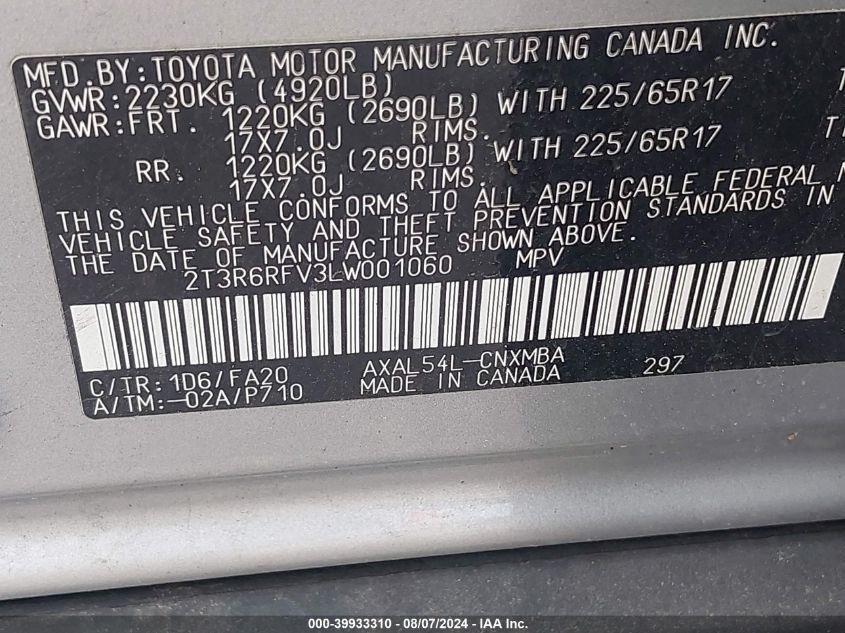 MFD. BY: TOYOTA MOTOR MANUFACTURING CANADA INC.
GVWR: 2230KG (4920LB)
GAWR: FRT. 1220KG (2690LB) WITH 225/65R17
17X7.0J RIMS.
RR. 1220KG (2690LB) WITH 225/65R17
17X7.0J RIMS.
THIS VEHICLE CONFORMS TO ALL APPLICABLE FEDERAL
VEHICLE SAFETY AND THEFT PREVENTION STANDARDS IN
THE DATE OF MANUFACTURE SHOWN ABOVE.
2T3R6RFV3LW001060 MPV
C/TR: 1D6/FA20 AXAL54L-CNXMBA 297
A/TM:-02A/P710 MADE IN CANADA
000-39933310 - 08/07/2024 - IAA Inc.